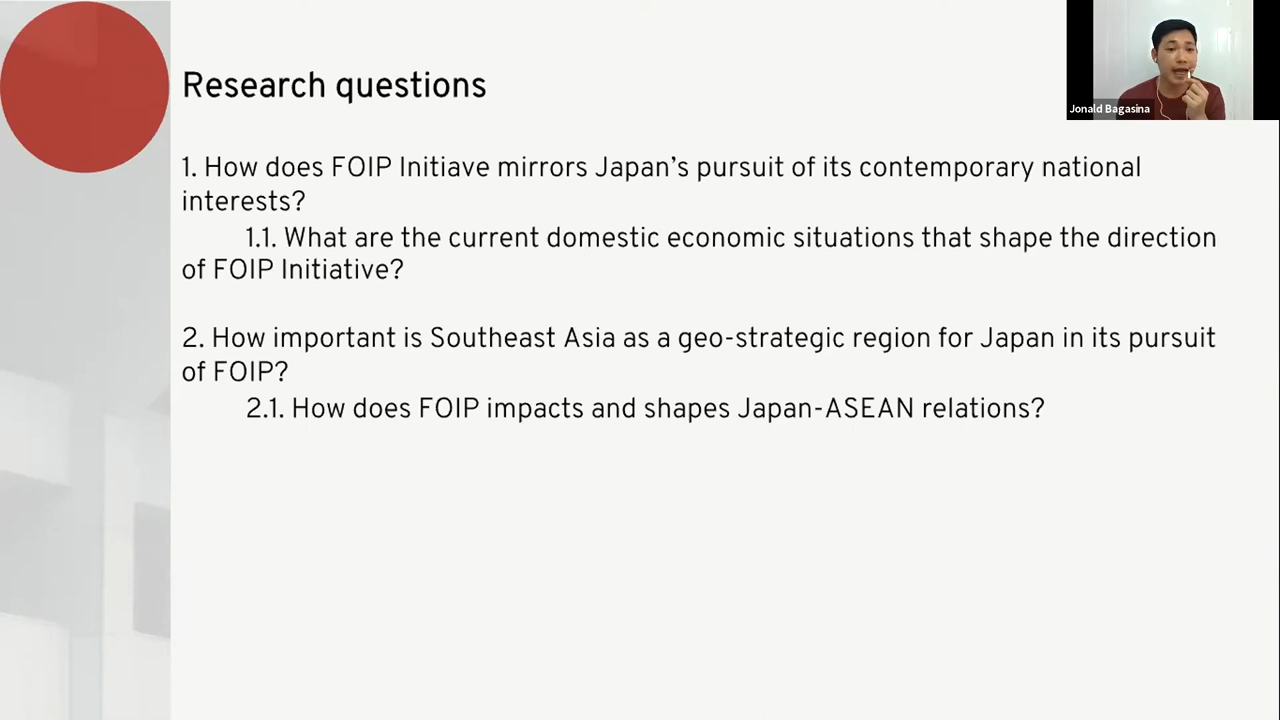 Research questions
Jonald Bagasina
1. How does FOIP Initiave mirrors Japan's pursuit of its contemporary national
interests?
1.1. What are the current domestic economic situations that shape the direction
of FOIP Initiative?
2. How important is Southeast Asia as a geo-strategic region for Japan in its pursuit
of FOIP?
2.1. How does FOIP impacts and shapes Japan-ASEAN relations?